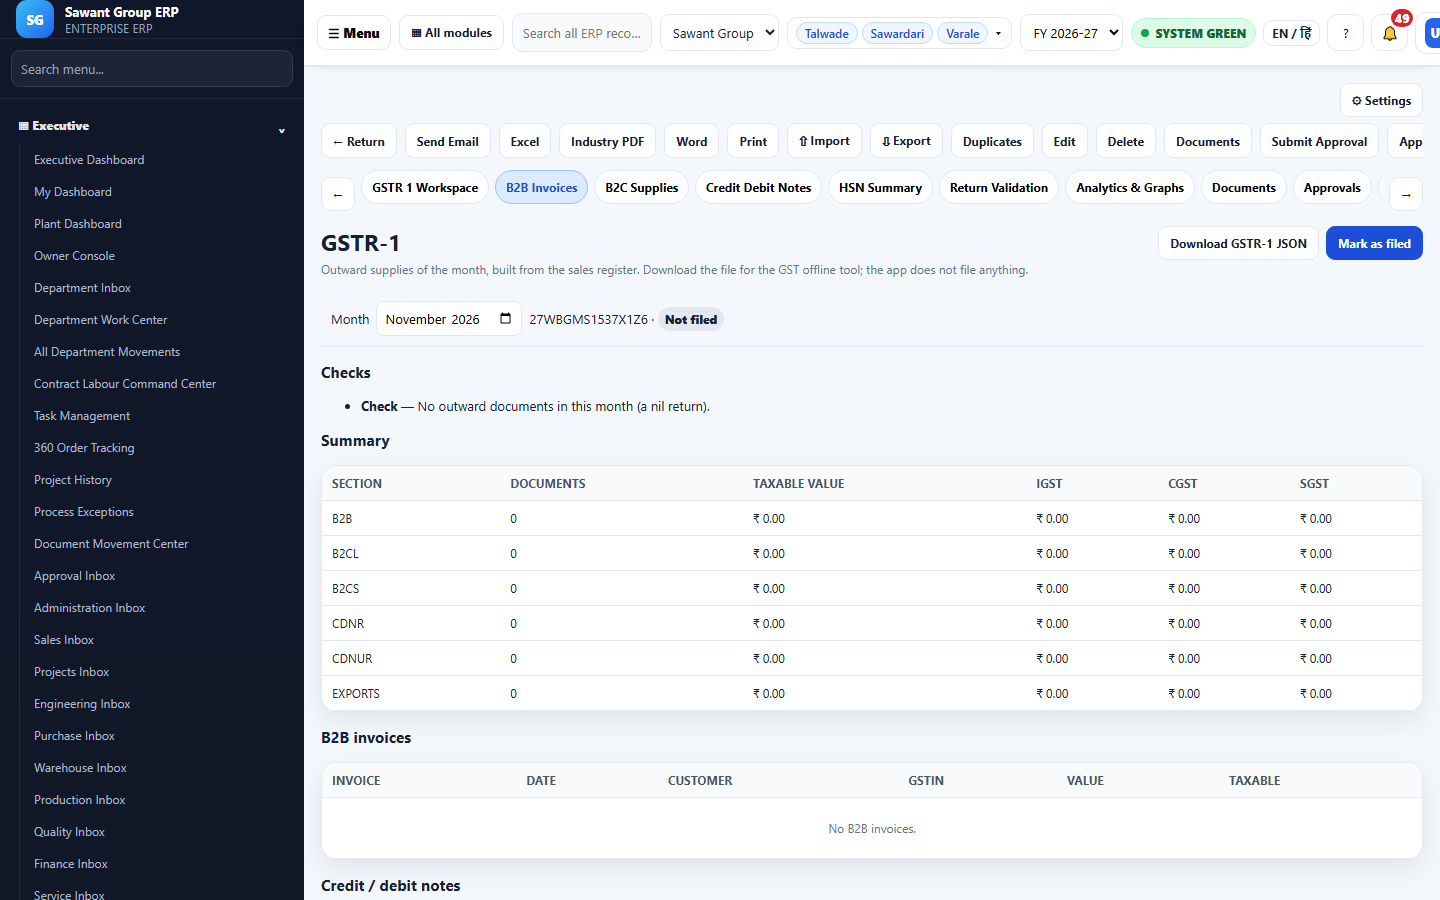 SG
Sawant Group ERP
ENTERPRISE ERP
Search menu...
Executive
Executive Dashboard
My Dashboard
Plant Dashboard
Owner Console
Department Inbox
Department Work Center
All Department Movements
Contract Labour Command Center
Task Management
360 Order Tracking
Project History
Process Exceptions
Document Movement Center
Approval Inbox
Administration Inbox
Sales Inbox
Projects Inbox
Engineering Inbox
Purchase Inbox
Warehouse Inbox
Production Inbox
Quality Inbox
Finance Inbox
Service Inbox
☰ Menu
All modules
Search all ERP reco...
Sawant Group
Talwade Sawardari Varale
FY 2026-27
SYSTEM GREEN
EN / हिं
?
49
U
⚙ Settings
← Return
Send Email
Excel
Industry PDF
Word
Print
⇧ Import
⇩ Export
Duplicates
Edit
Delete
Documents
Submit Approval
App
←
GSTR 1 Workspace
B2B Invoices
B2C Supplies
Credit Debit Notes
HSN Summary
Return Validation
Analytics & Graphs
Documents
Approvals
→
GSTR-1
Download GSTR-1 JSON
Mark as filed
Outward supplies of the month, built from the sales register. Download the file for the GST offline tool; the app does not file anything.
Month November 2026 27WBGMS1537X1Z6 · Not filed
Checks
• Check — No outward documents in this month (a nil return).
Summary
SECTION DOCUMENTS TAXABLE VALUE IGST CGST SGST
B2B 0 ₹ 0.00 ₹ 0.00 ₹ 0.00 ₹ 0.00
B2CL 0 ₹ 0.00 ₹ 0.00 ₹ 0.00 ₹ 0.00
B2CS 0 ₹ 0.00 ₹ 0.00 ₹ 0.00 ₹ 0.00
CDNR 0 ₹ 0.00 ₹ 0.00 ₹ 0.00 ₹ 0.00
CDNUR 0 ₹ 0.00 ₹ 0.00 ₹ 0.00 ₹ 0.00
EXPORTS 0 ₹ 0.00 ₹ 0.00 ₹ 0.00 ₹ 0.00
B2B invoices
INVOICE DATE CUSTOMER GSTIN VALUE TAXABLE
No B2B invoices.
Credit / debit notes